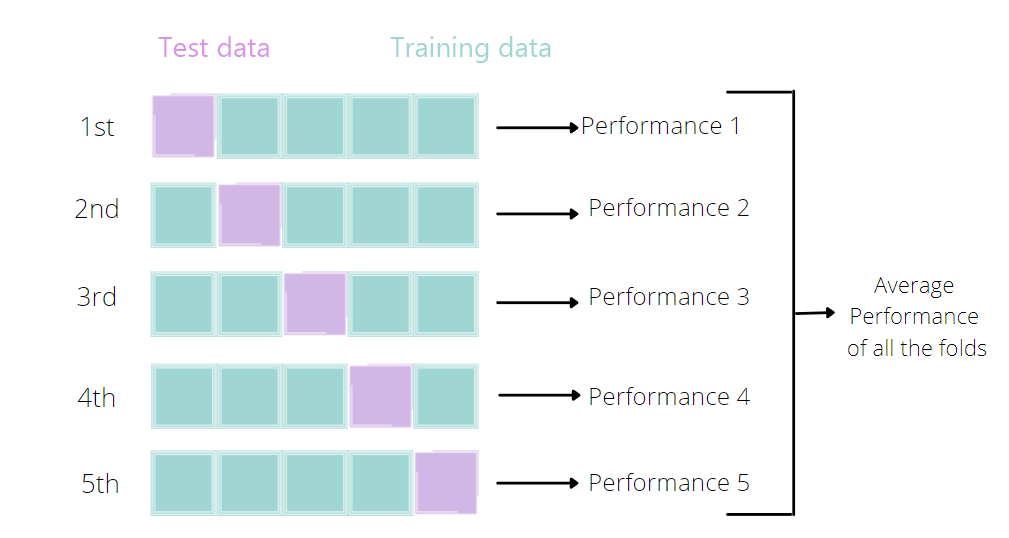 Test data
Training data
1st
Performance 1
2nd
Performance 2
3rd
Performance 3
4th
Performance 4
5th
Performance 5
Average
Performance
of all the folds